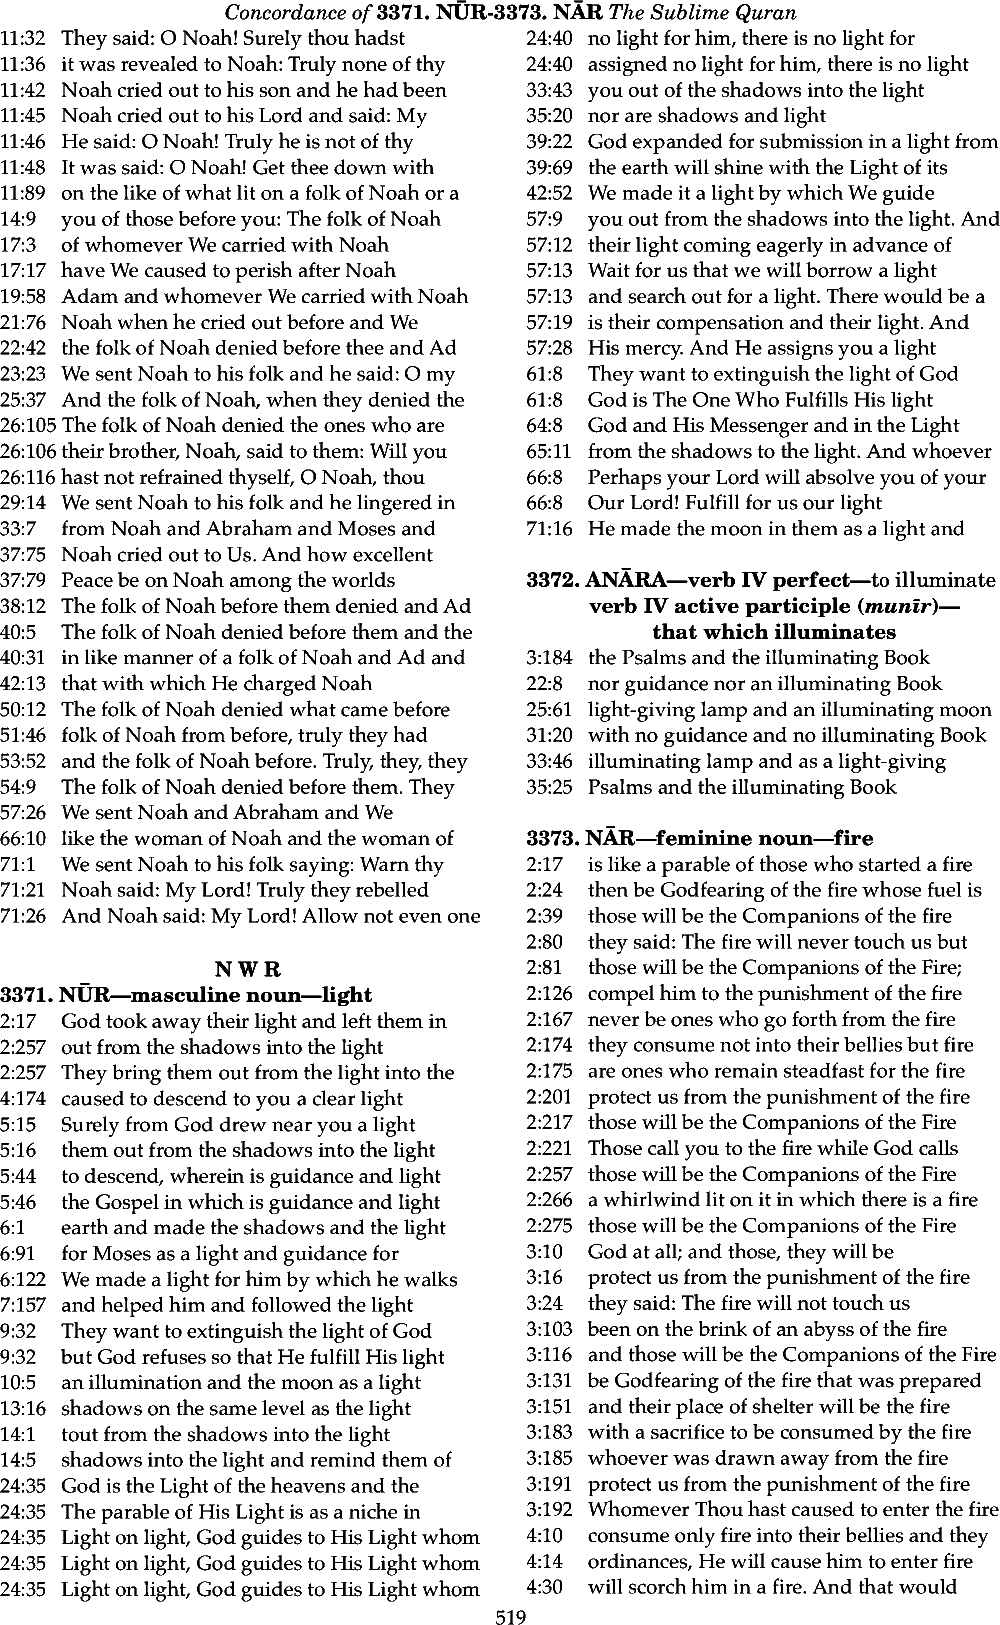 Concordance of 3371. NŪR-3373. NĀR The Sublime Quran
11:32 They said: O Noah! Surely thou hadst
11:36 it was revealed to Noah: Truly none of thy
11:42 Noah cried out to his son and he had been
11:45 Noah cried out to his Lord and said: My
11:46 He said: O Noah! Truly he is not of thy
11:48 It was said: O Noah! Get thee down with
11:89 on the like of what lit on a folk of Noah or a
14:9 you of those before you: The folk of Noah
17:3 of whomever We carried with Noah
17:17 have We caused to perish after Noah
19:58 Adam and whomever We carried with Noah
21:76 Noah when he cried out before and We
22:42 the folk of Noah denied before thee and Ad
23:23 We sent Noah to his folk and he said: O my
25:37 And the folk of Noah, when they denied the
26:105 The folk of Noah denied the ones who are
26:106 their brother, Noah, said to them: Will you
26:116 hast not refrained thyself, O Noah, thou
29:14 We sent Noah to his folk and he lingered in
33:7 from Noah and Abraham and Moses and
37:75 Noah cried out to Us. And how excellent
37:79 Peace be on Noah among the worlds
38:12 The folk of Noah before them denied and Ad
40:5 The folk of Noah denied before them and the
40:31 in like manner of a folk of Noah and Ad and
42:13 that with which He charged Noah
50:12 The folk of Noah denied what came before
51:46 folk of Noah from before, truly they had
53:52 and the folk of Noah before. Truly, they, they
54:9 The folk of Noah denied before them. They
57:26 We sent Noah and Abraham and We
66:10 like the woman of Noah and the woman of
71:1 We sent Noah to his folk saying: Warn thy
71:21 Noah said: My Lord! Truly they rebelled
71:26 And Noah said: My Lord! Allow not even one
N W R
3371. NŪR—masculine noun—light
2:17 God took away their light and left them in
2:257 out from the shadows into the light
2:257 They bring them out from the light into the
4:174 caused to descend to you a clear light
5:15 Surely from God drew near you a light
5:16 them out from the shadows into the light
5:44 to descend, wherein is guidance and light
5:46 the Gospel in which is guidance and light
6:1 earth and made the shadows and the light
6:91 for Moses as a light and guidance for
6:122 We made a light for him by which he walks
7:157 and helped him and followed the light
9:32 They want to extinguish the light of God
9:32 but God refuses so that He fulfill His light
10:5 an illumination and the moon as a light
13:16 shadows on the same level as the light
14:1 tout from the shadows into the light
14:5 shadows into the light and remind them of
24:35 God is the Light of the heavens and the
24:35 The parable of His Light is as a niche in
24:35 Light on light, God guides to His Light whom
24:35 Light on light, God guides to His Light whom
24:35 Light on light, God guides to His Light whom
24:40 no light for him, there is no light for
24:40 assigned no light for him, there is no light
33:43 you out of the shadows into the light
35:20 nor are shadows and light
39:22 God expanded for submission in a light from
39:69 the earth will shine with the Light of its
42:52 We made it a light by which We guide
57:9 you out from the shadows into the light. And
57:12 their light coming eagerly in advance of
57:13 Wait for us that we will borrow a light
57:13 and search out for a light. There would be a
57:19 is their compensation and their light. And
57:28 His mercy. And He assigns you a light
61:8 They want to extinguish the light of God
61:8 God is The One Who Fulfills His light
64:8 God and His Messenger and in the Light
65:11 from the shadows to the light. And whoever
66:8 Perhaps your Lord will absolve you of your
66:8 Our Lord! Fulfill for us our light
71:16 He made the moon in them as a light and
3372. ANĀRA—verb IV perfect—to illuminate
verb IV active participle (munīr)—
that which illuminates
3:184 the Psalms and the illuminating Book
22:8 nor guidance nor an illuminating Book
25:61 light-giving lamp and an illuminating moon
31:20 with no guidance and no illuminating Book
33:46 illuminating lamp and as a light-giving
35:25 Psalms and the illuminating Book
3373. NĀR—feminine noun—fire
2:17 is like a parable of those who started a fire
2:24 then be Godfearing of the fire whose fuel is
2:39 those will be the Companions of the fire
2:80 they said: The fire will never touch us but
2:81 those will be the Companions of the Fire;
2:126 compel him to the punishment of the fire
2:167 never be ones who go forth from the fire
2:174 they consume not into their bellies but fire
2:175 are ones who remain steadfast for the fire
2:201 protect us from the punishment of the fire
2:217 those will be the Companions of the Fire
2:221 Those call you to the fire while God calls
2:257 those will be the Companions of the Fire
2:266 a whirlwind lit on it in which there is a fire
2:275 those will be the Companions of the Fire
3:10 God at all; and those, they will be
3:16 protect us from the punishment of the fire
3:24 they said: The fire will not touch us
3:103 been on the brink of an abyss of the fire
3:116 and those will be the Companions of the Fire
3:131 be Godfearing of the fire that was prepared
3:151 and their place of shelter will be the fire
3:183 with a sacrifice to be consumed by the fire
3:185 whoever was drawn away from the fire
3:191 protect us from the punishment of the fire
3:192 Whomever Thou hast caused to enter the fire
4:10 consume only fire into their bellies and they
4:14 ordinances, He will cause him to enter fire
4:30 will scorch him in a fire. And that would
519